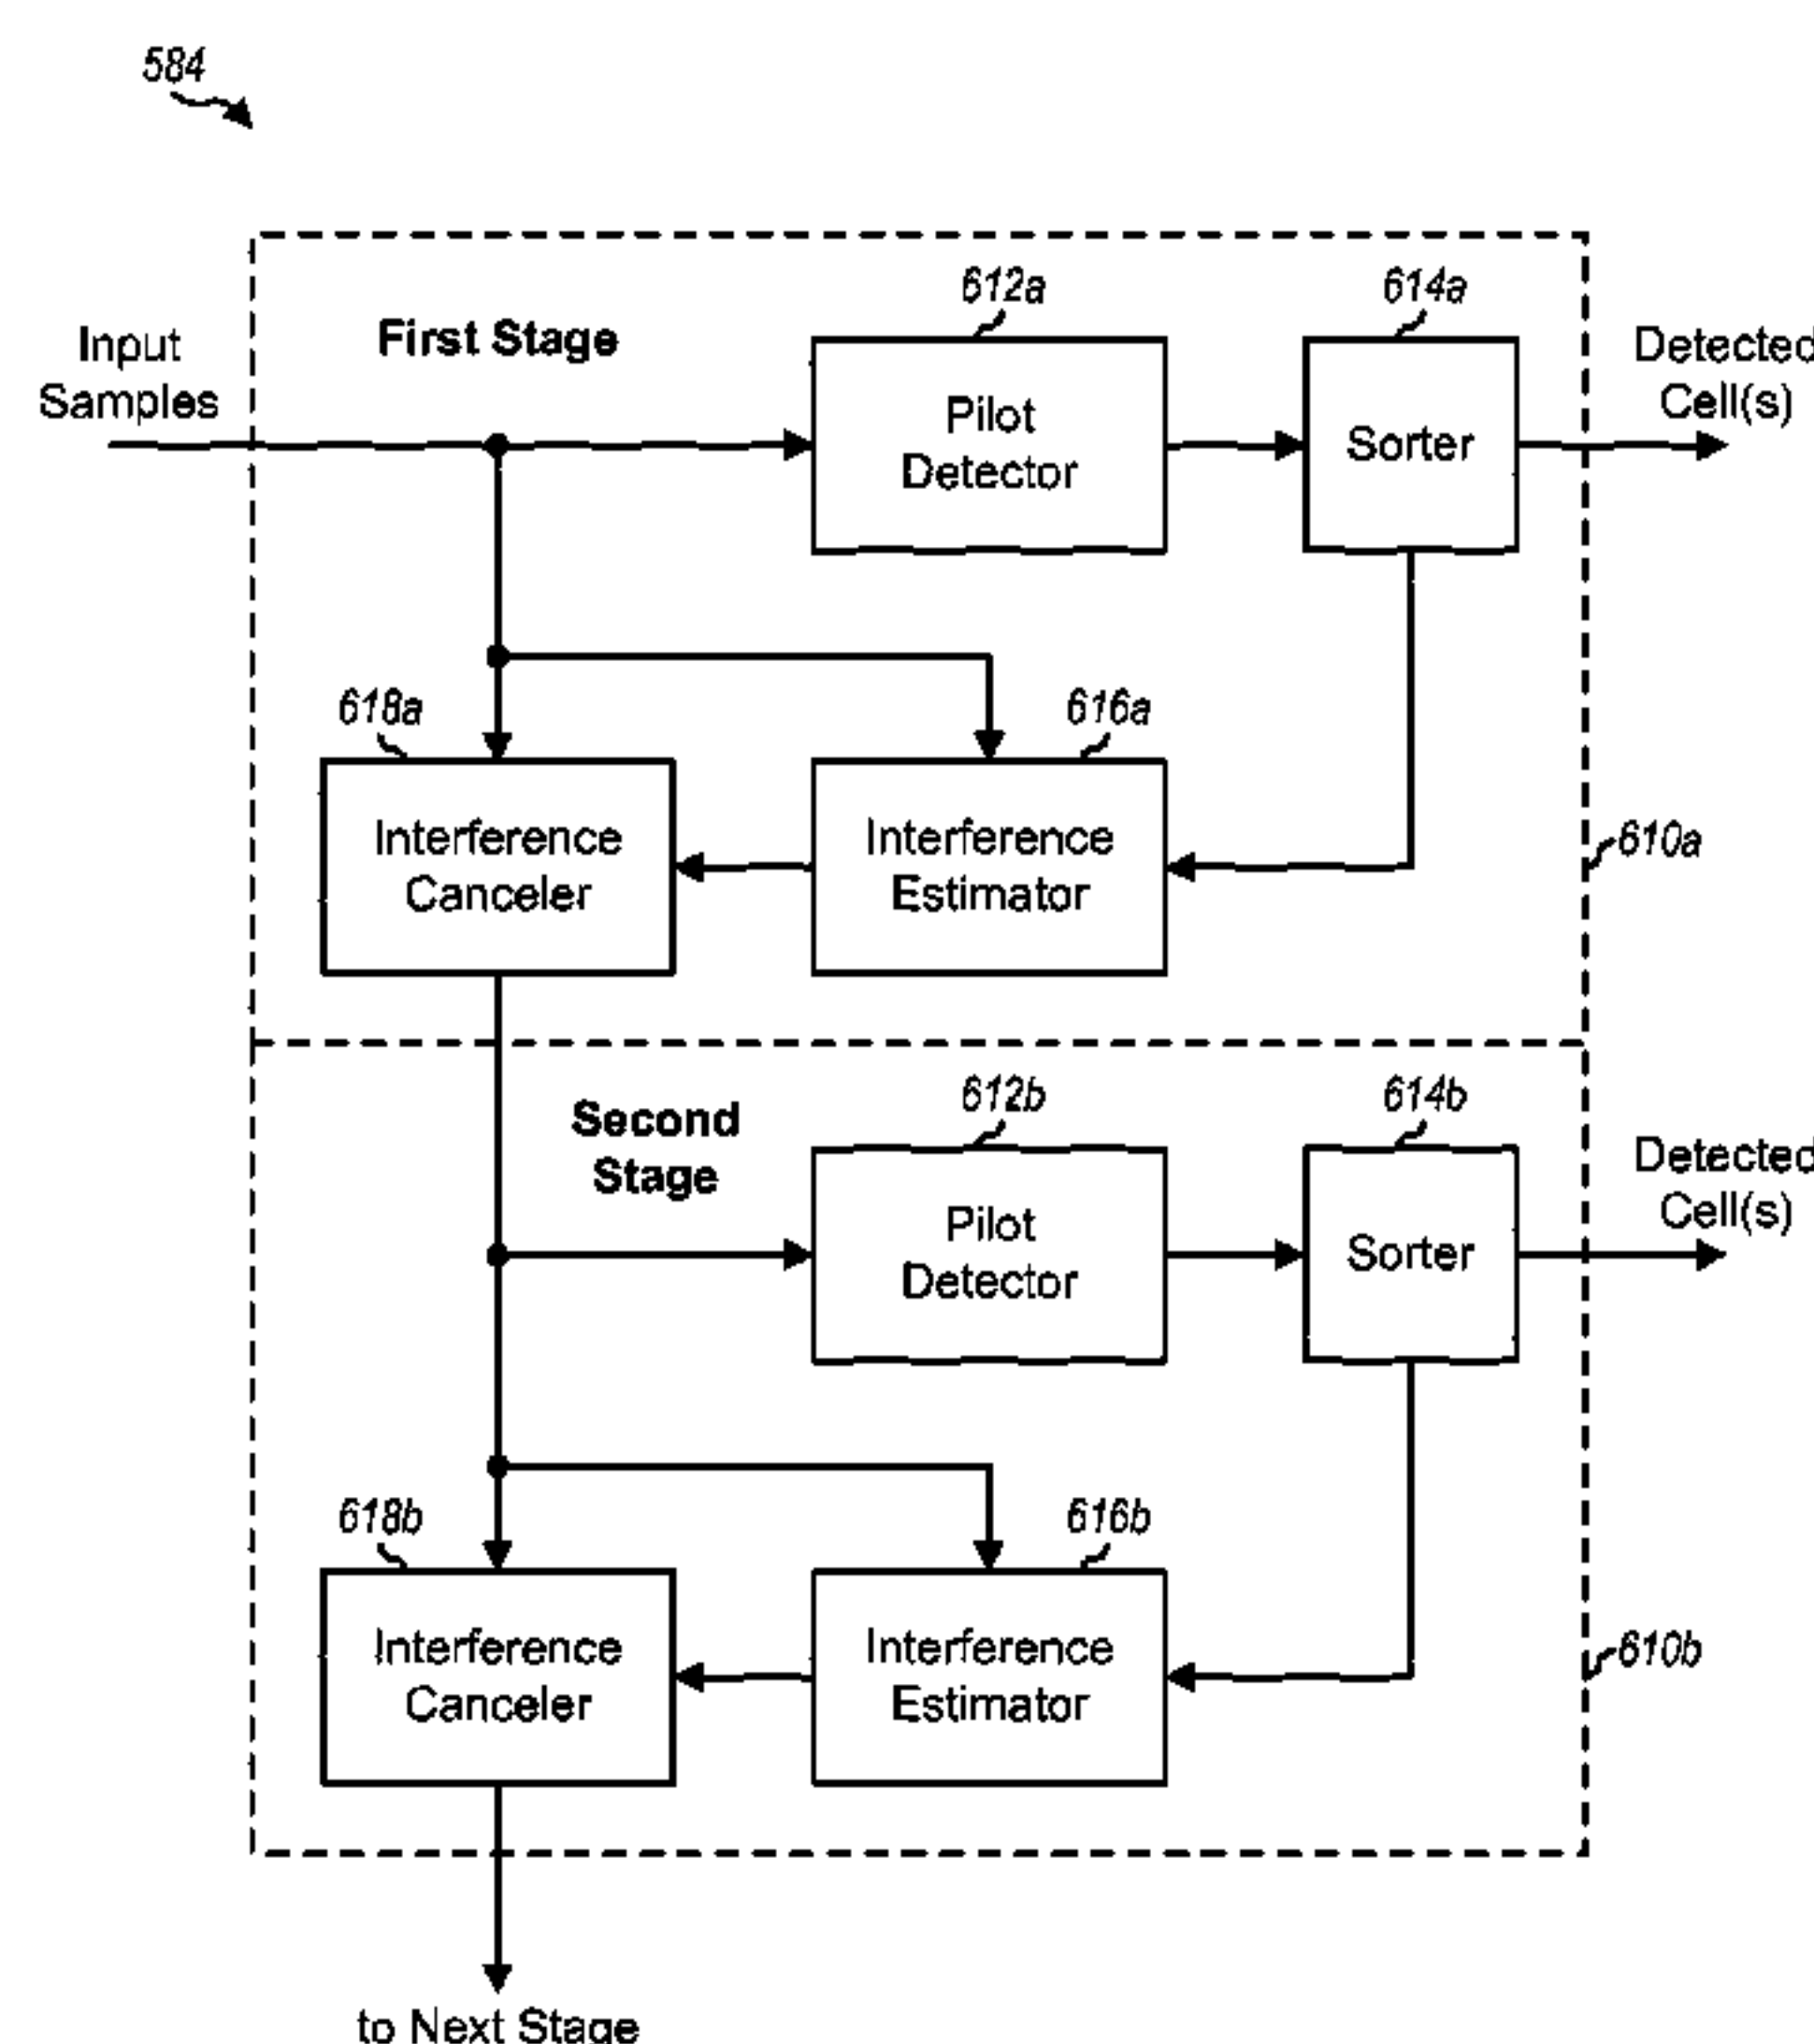 584
612a
614a
Input
Samples
First Stage
Pilot
Detector
Sorter
Detected
Cell(s)
618a
616a
Interference
Canceler
Interference
Estimator
610a
Second
Stage
612b
614b
Pilot
Detector
Sorter
Detected
Cell(s)
618b
616b
Interference
Canceler
Interference
Estimator
610b
to Next Stage